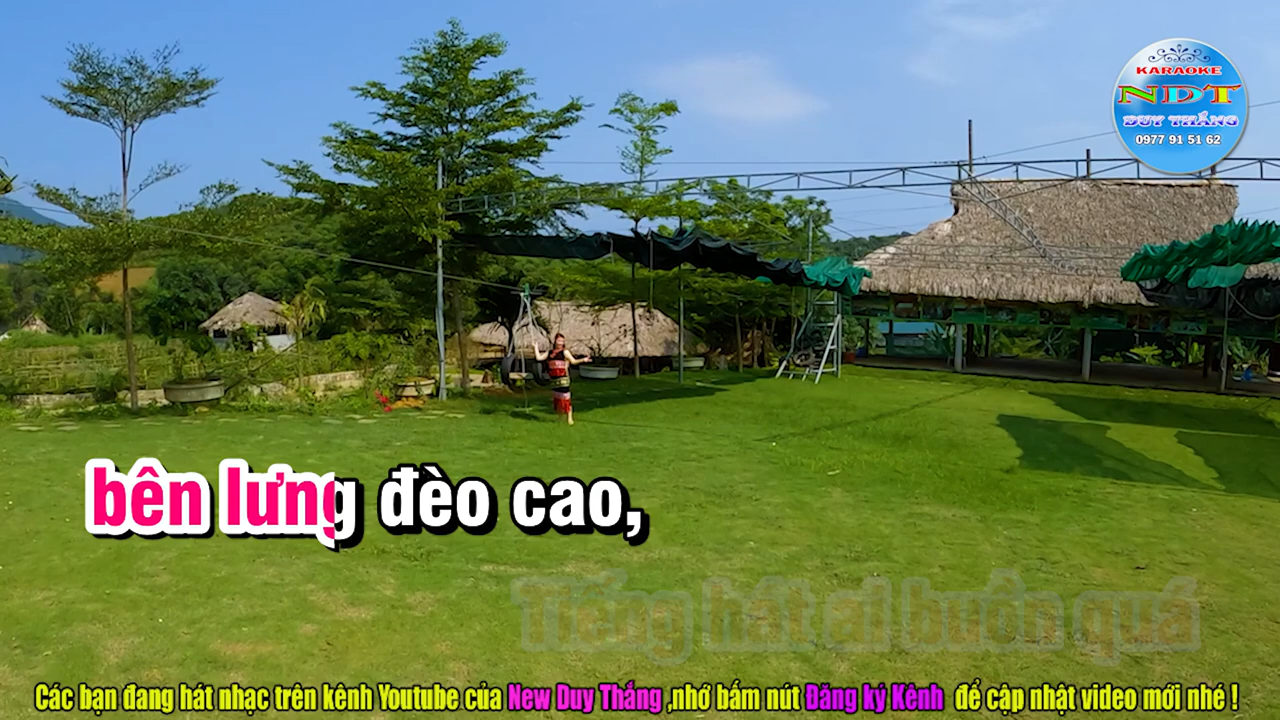 KARAOKE
NDT
DUY THẮNG
0977 91 51 62
bên lưng đèo cao,
Tiếng hát ai buồn quá
Các bạn đang hát nhạc trên kênh Youtube của New Duy Thắng ,nhớ bấm nút Đăng ký Kênh để cập nhật video mới nhé !